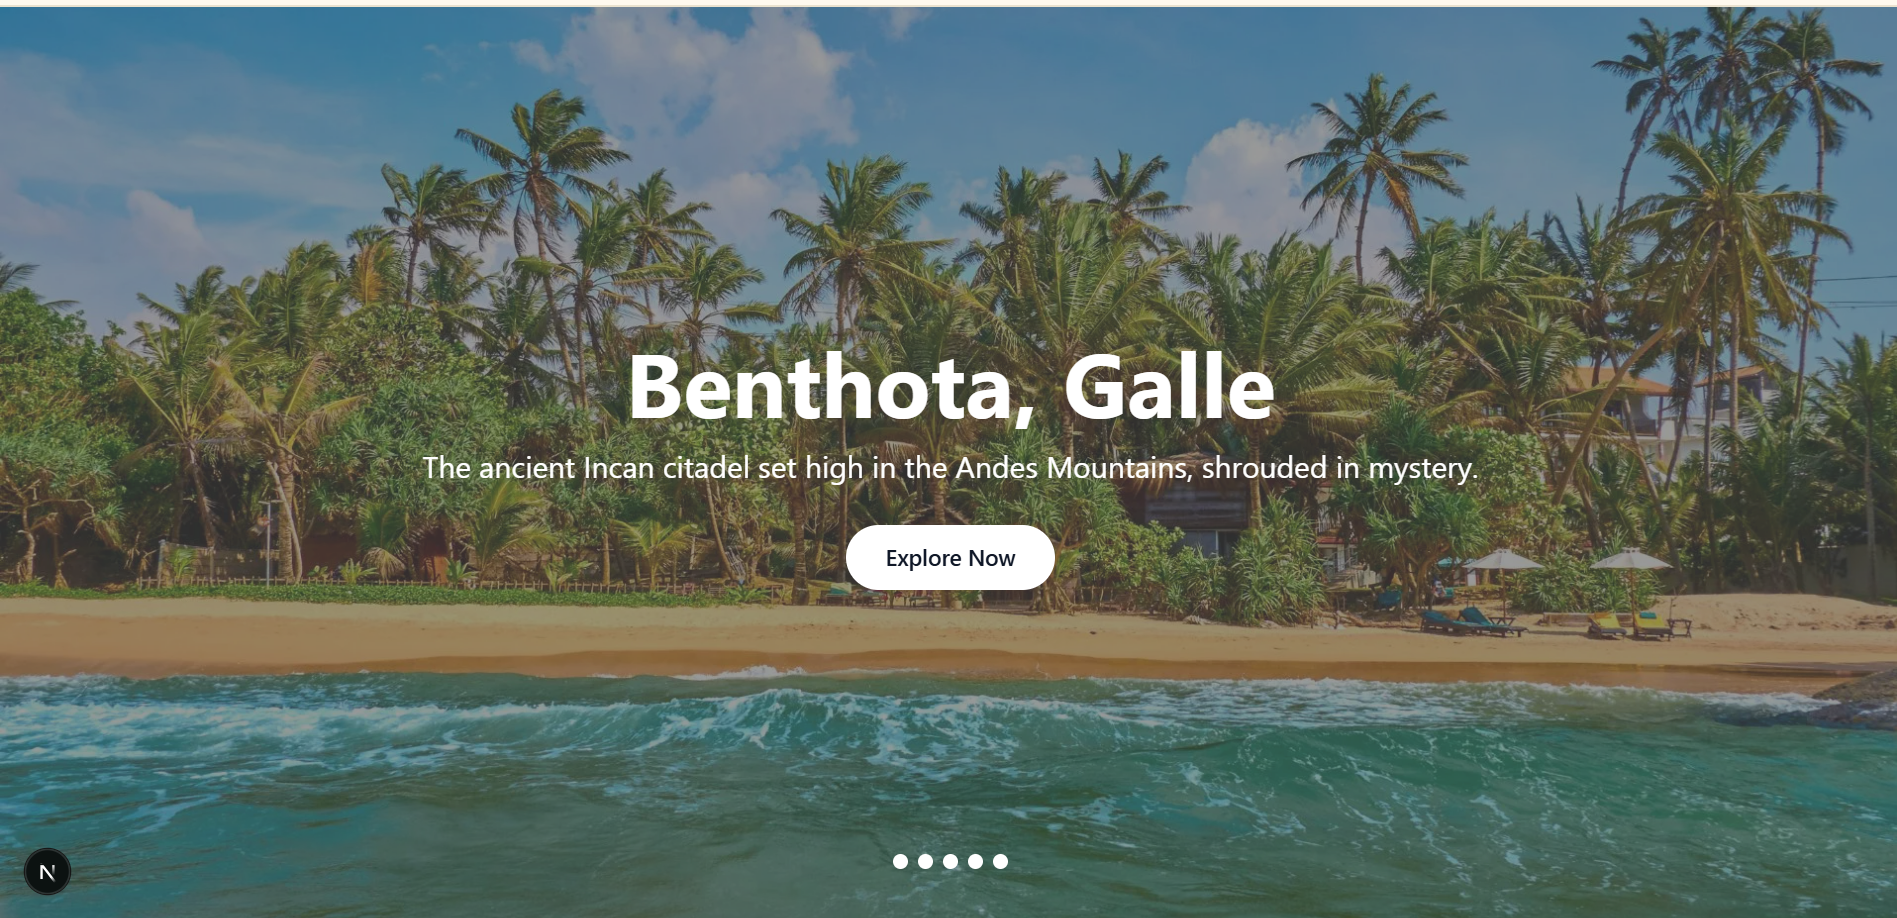 Benthota, Galle
The ancient Incan citadel set high in the Andes Mountains, shrouded in mystery.
Explore Now
N